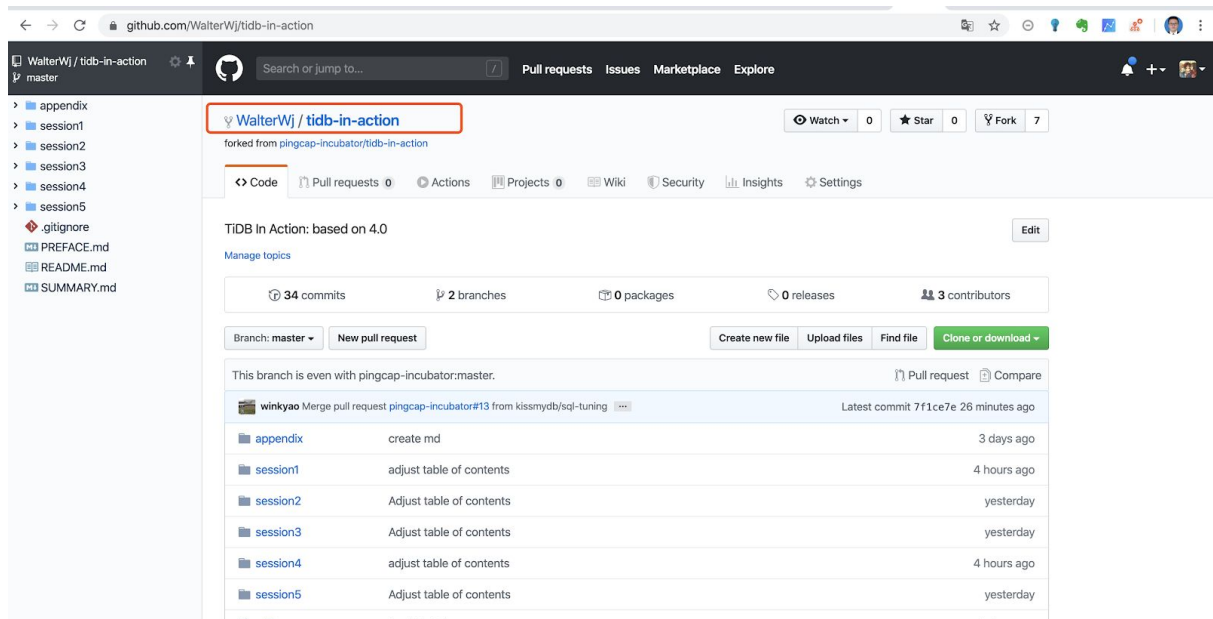 github.com/WalterWj/tidb-in-action
WalterWj / tidb-in-action
master
Search or jump to...
/
Pull requests Issues Marketplace Explore
appendix
session1
session2
session3
session4
session5
.gitignore
PREFACE.md
README.md
SUMMARY.md
WalterWj / tidb-in-action
forked from pingcap-incubator/tidb-in-action
Watch 0 Star 0 Fork 7
Code Pull requests 0 Actions Projects 0 Wiki Security Insights Settings
TiDB In Action: based on 4.0
Edit
Manage topics
34 commits 2 branches 0 packages 0 releases 3 contributors
Branch: master New pull request Create new file Upload files Find file Clone or download
This branch is even with pingcap-incubator:master. Pull request Compare
winkyao Merge pull request pingcap-incubator#13 from kissmydb/sql-tuning ... Latest commit 7f1ce7e 26 minutes ago
appendix create md 3 days ago
session1 adjust table of contents 4 hours ago
session2 Adjust table of contents yesterday
session3 Adjust table of contents yesterday
session4 adjust table of contents 4 hours ago
session5 Adjust table of contents yesterday